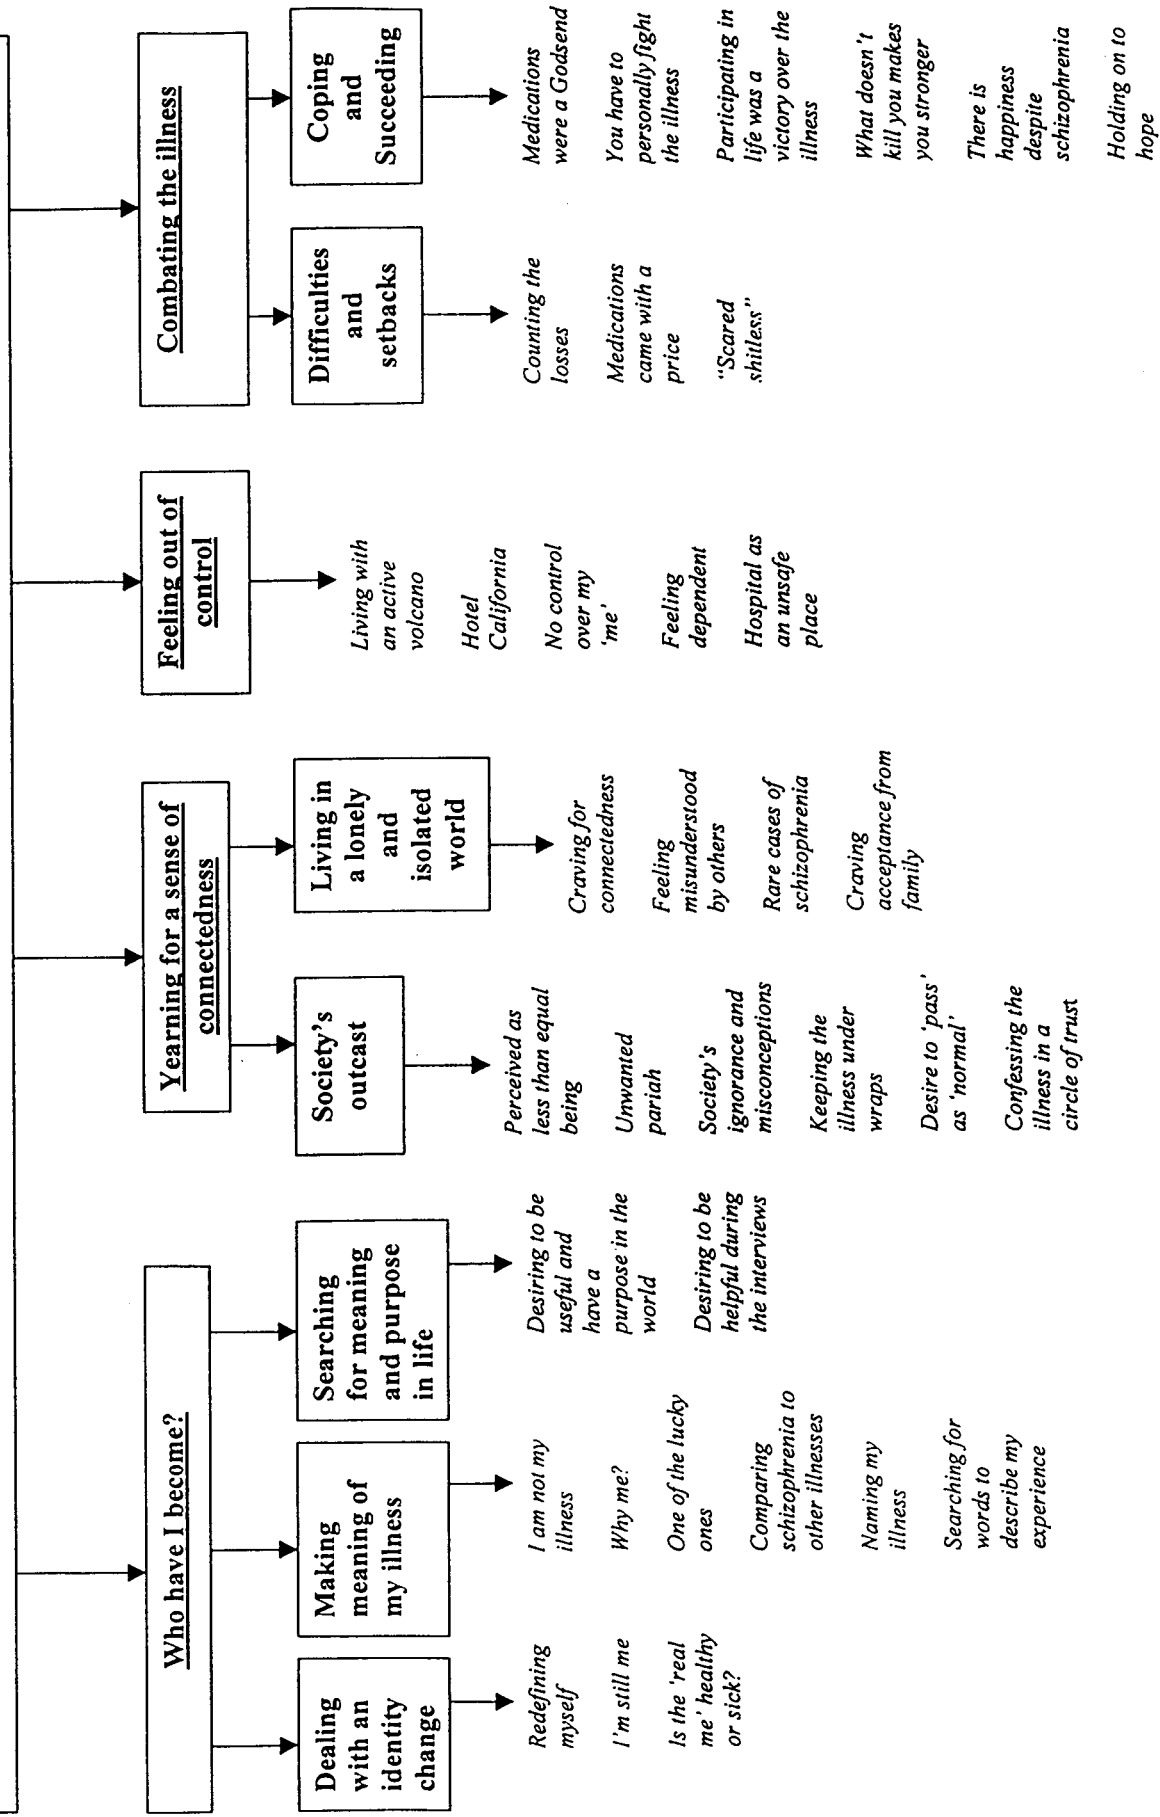 Who have I become?
Dealing
with an
identity
change
Redefining
myself
I'm still me
Is the 'real
me' healthy
or sick?
Making
meaning of
my illness
I am not my
illness
Why me?
One of the lucky
ones
Comparing
schizophrenia to
other illnesses
Naming my
illness
Searching for
words to
describe my
experience
Searching
for meaning
and purpose
in life
Desiring to be
useful and
have a
purpose in the
world
Desiring to be
helpful during
the interviews
Yearning for a sense of
connectedness
Society's
outcast
Perceived as
less than equal
being
Unwanted
pariah
Society's
ignorance and
misconceptions
Keeping the
illness under
wraps
Desire to 'pass'
as 'normal'
Confessing the
illness in a
circle of trust
Living in
a lonely
and
isolated
world
Craving for
connectedness
Feeling
misunderstood
by others
Rare cases of
schizophrenia
Craving
acceptance from
family
Feeling out of
control
Living with
an active
volcano
Hotel
California
No control
over my
'me'
Feeling
dependent
Hospital as
an unsafe
place
Combating the illness
Difficulties
and
setbacks
Counting the
losses
Medications
came with a
price
"Scared
shitless"
Coping
and
Succeeding
Medications
were a Godsend
You have to
personally fight
the illness
Participating in
life was a
victory over the
illness
What doesn't
kill you makes
you stronger
There is
happiness
despite
schizophrenia
Holding on to
hope